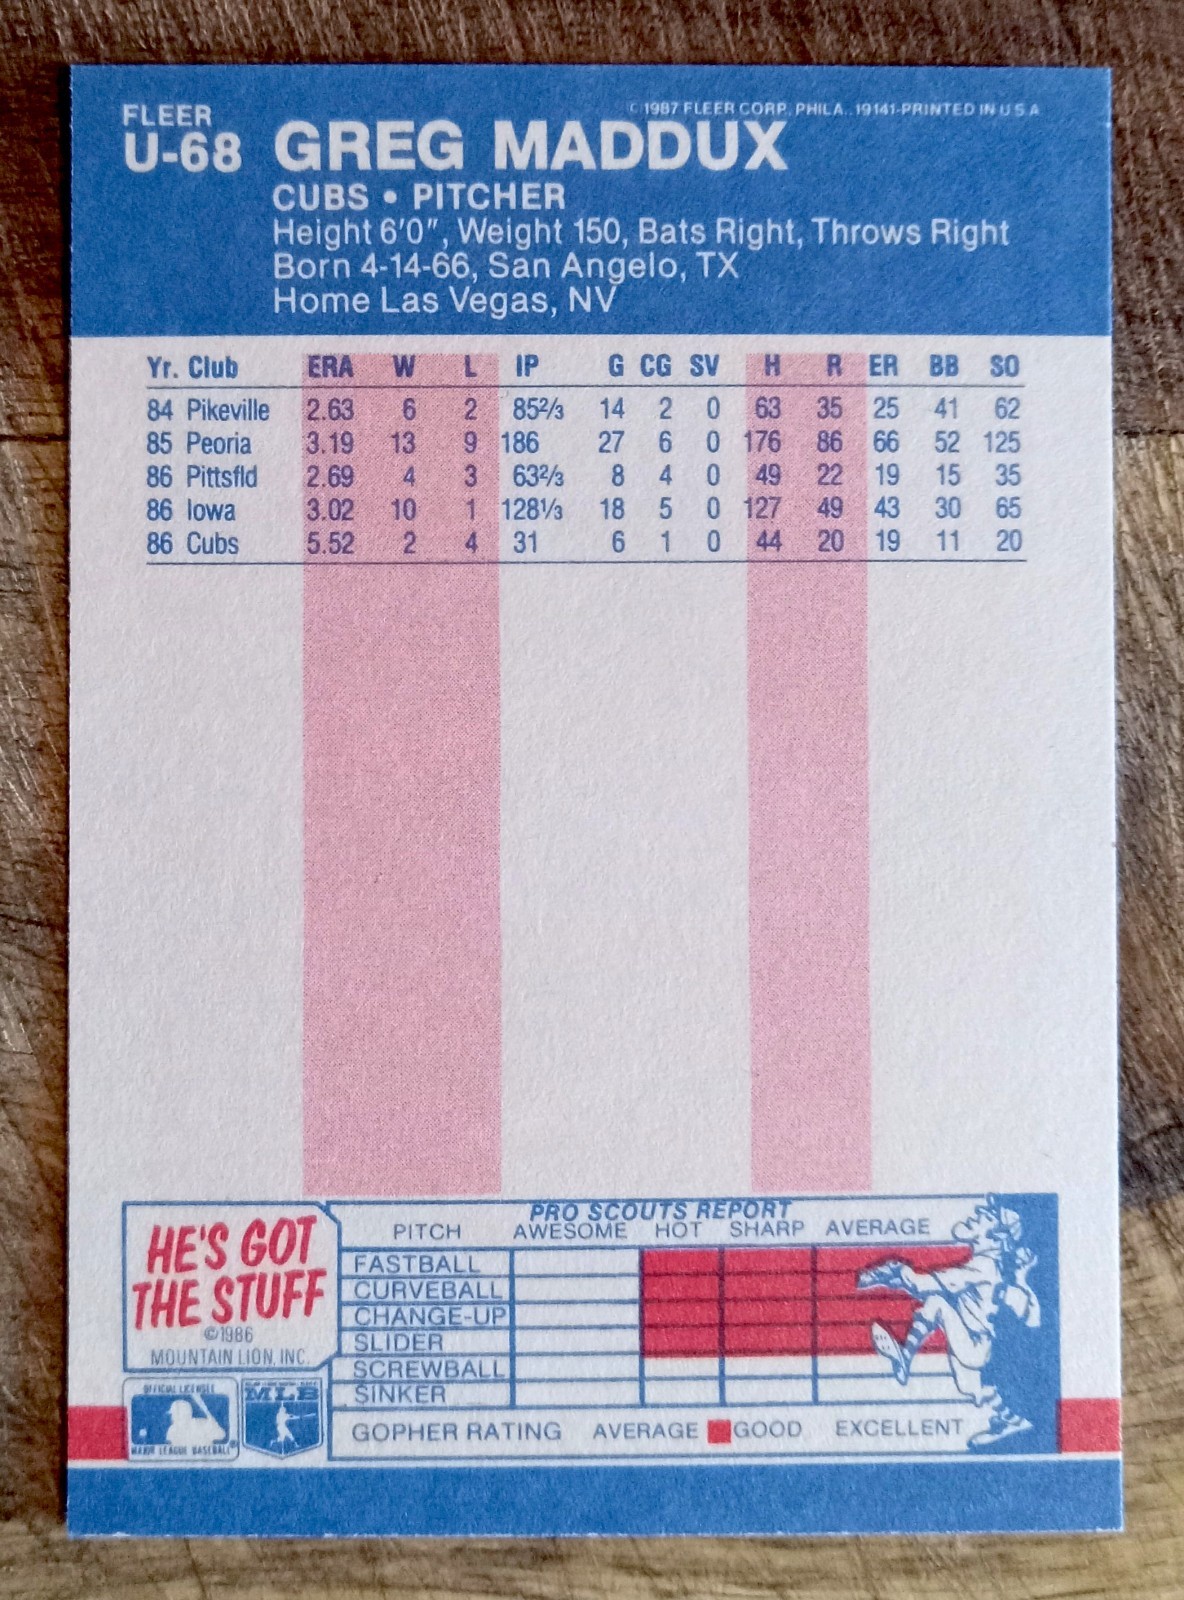 FLEER
© 1987 FLEER CORP. PHILA., 19141-PRINTED IN U S A
U-68 GREG MADDUX
CUBS • PITCHER
Height 6'0", Weight 150, Bats Right, Throws Right
Born 4-14-66, San Angelo, TX
Home Las Vegas, NV
Yr. Club ERA W L IP G CG SV H R ER BB SO
84 Pikeville 2.63 6 2 85⅔ 14 2 0 63 35 25 41 62
85 Peoria 3.19 13 9 186 27 6 0 176 86 66 52 125
86 Pittsfld 2.69 4 3 63⅔ 8 4 0 49 22 19 15 35
86 Iowa 3.02 10 1 128⅓ 18 5 0 127 49 43 30 65
86 Cubs 5.52 2 4 31 6 1 0 44 20 19 11 20
HE'S GOT
THE STUFF
©1986
MOUNTAIN LION, INC.
PRO SCOUTS REPORT
PITCH AWESOME HOT SHARP AVERAGE
FASTBALL
CURVEBALL
CHANGE-UP
SLIDER
SCREWBALL
SINKER
GOPHER RATING AVERAGE GOOD EXCELLENT
OFFICIAL LICENSEE
MAJOR LEAGUE BASEBALL
MLB